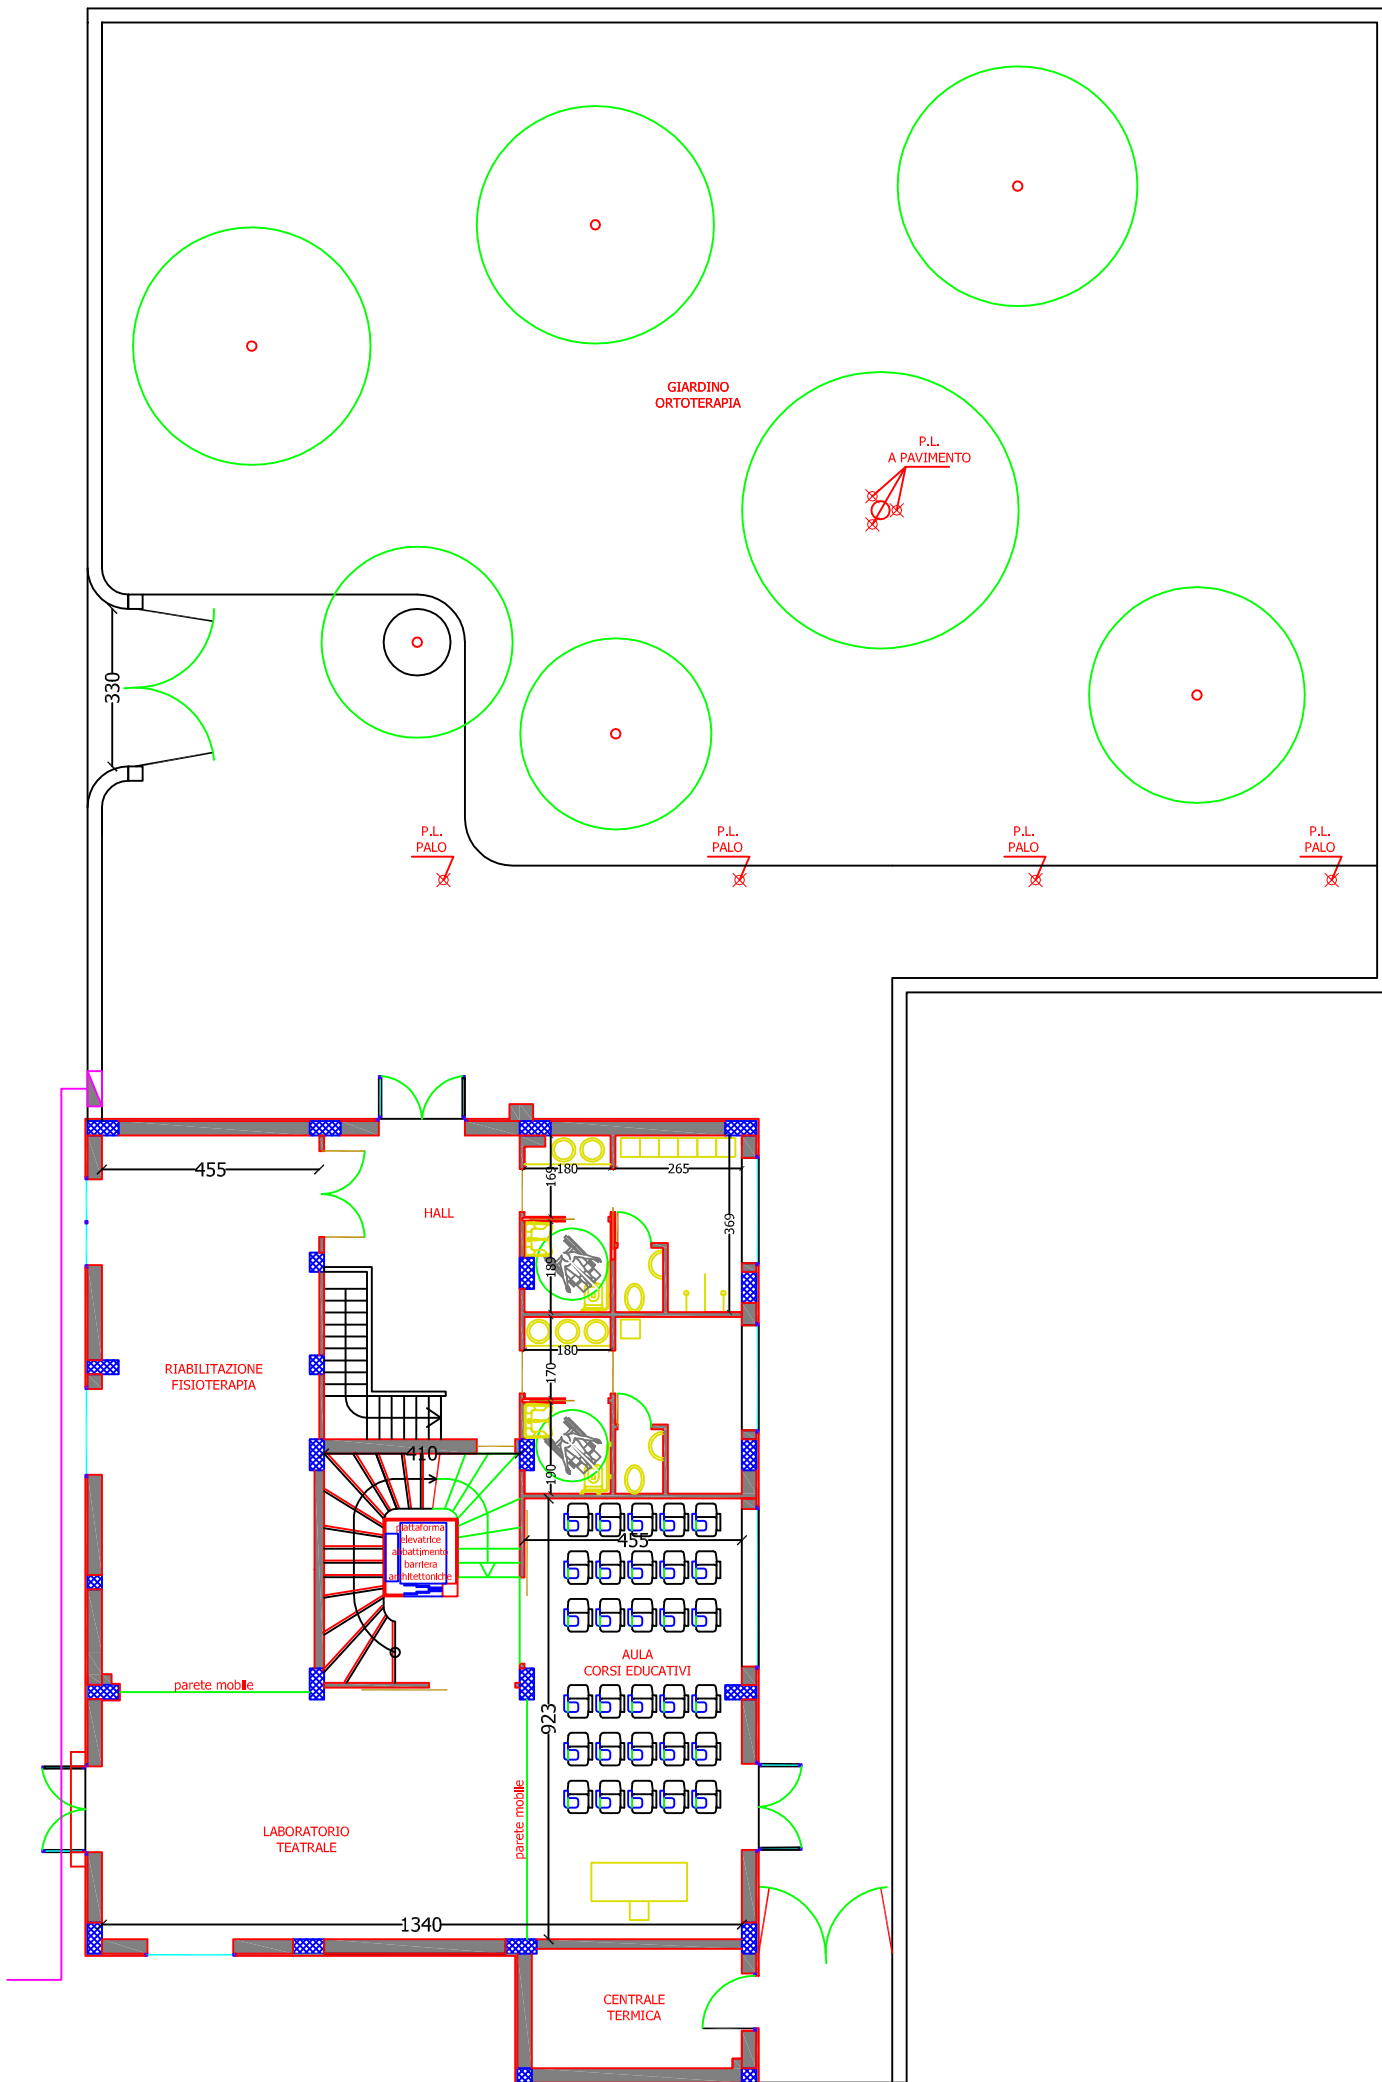 GIARDINO
ORTOTERAPIA
P.L.
A PAVIMENTO
330
P.L.
PALO
P.L.
PALO
P.L.
PALO
P.L.
PALO
455
169
180
265
HALL
369
189
180
RIABILITAZIONE
FISIOTERAPIA
170
410
190
piattaforma
elevatrice
abbattimento
barriera
architettoniche
455
AULA
CORSI EDUCATIVI
parete mobile
923
parete mobile
LABORATORIO
TEATRALE
1340
CENTRALE
TERMICA